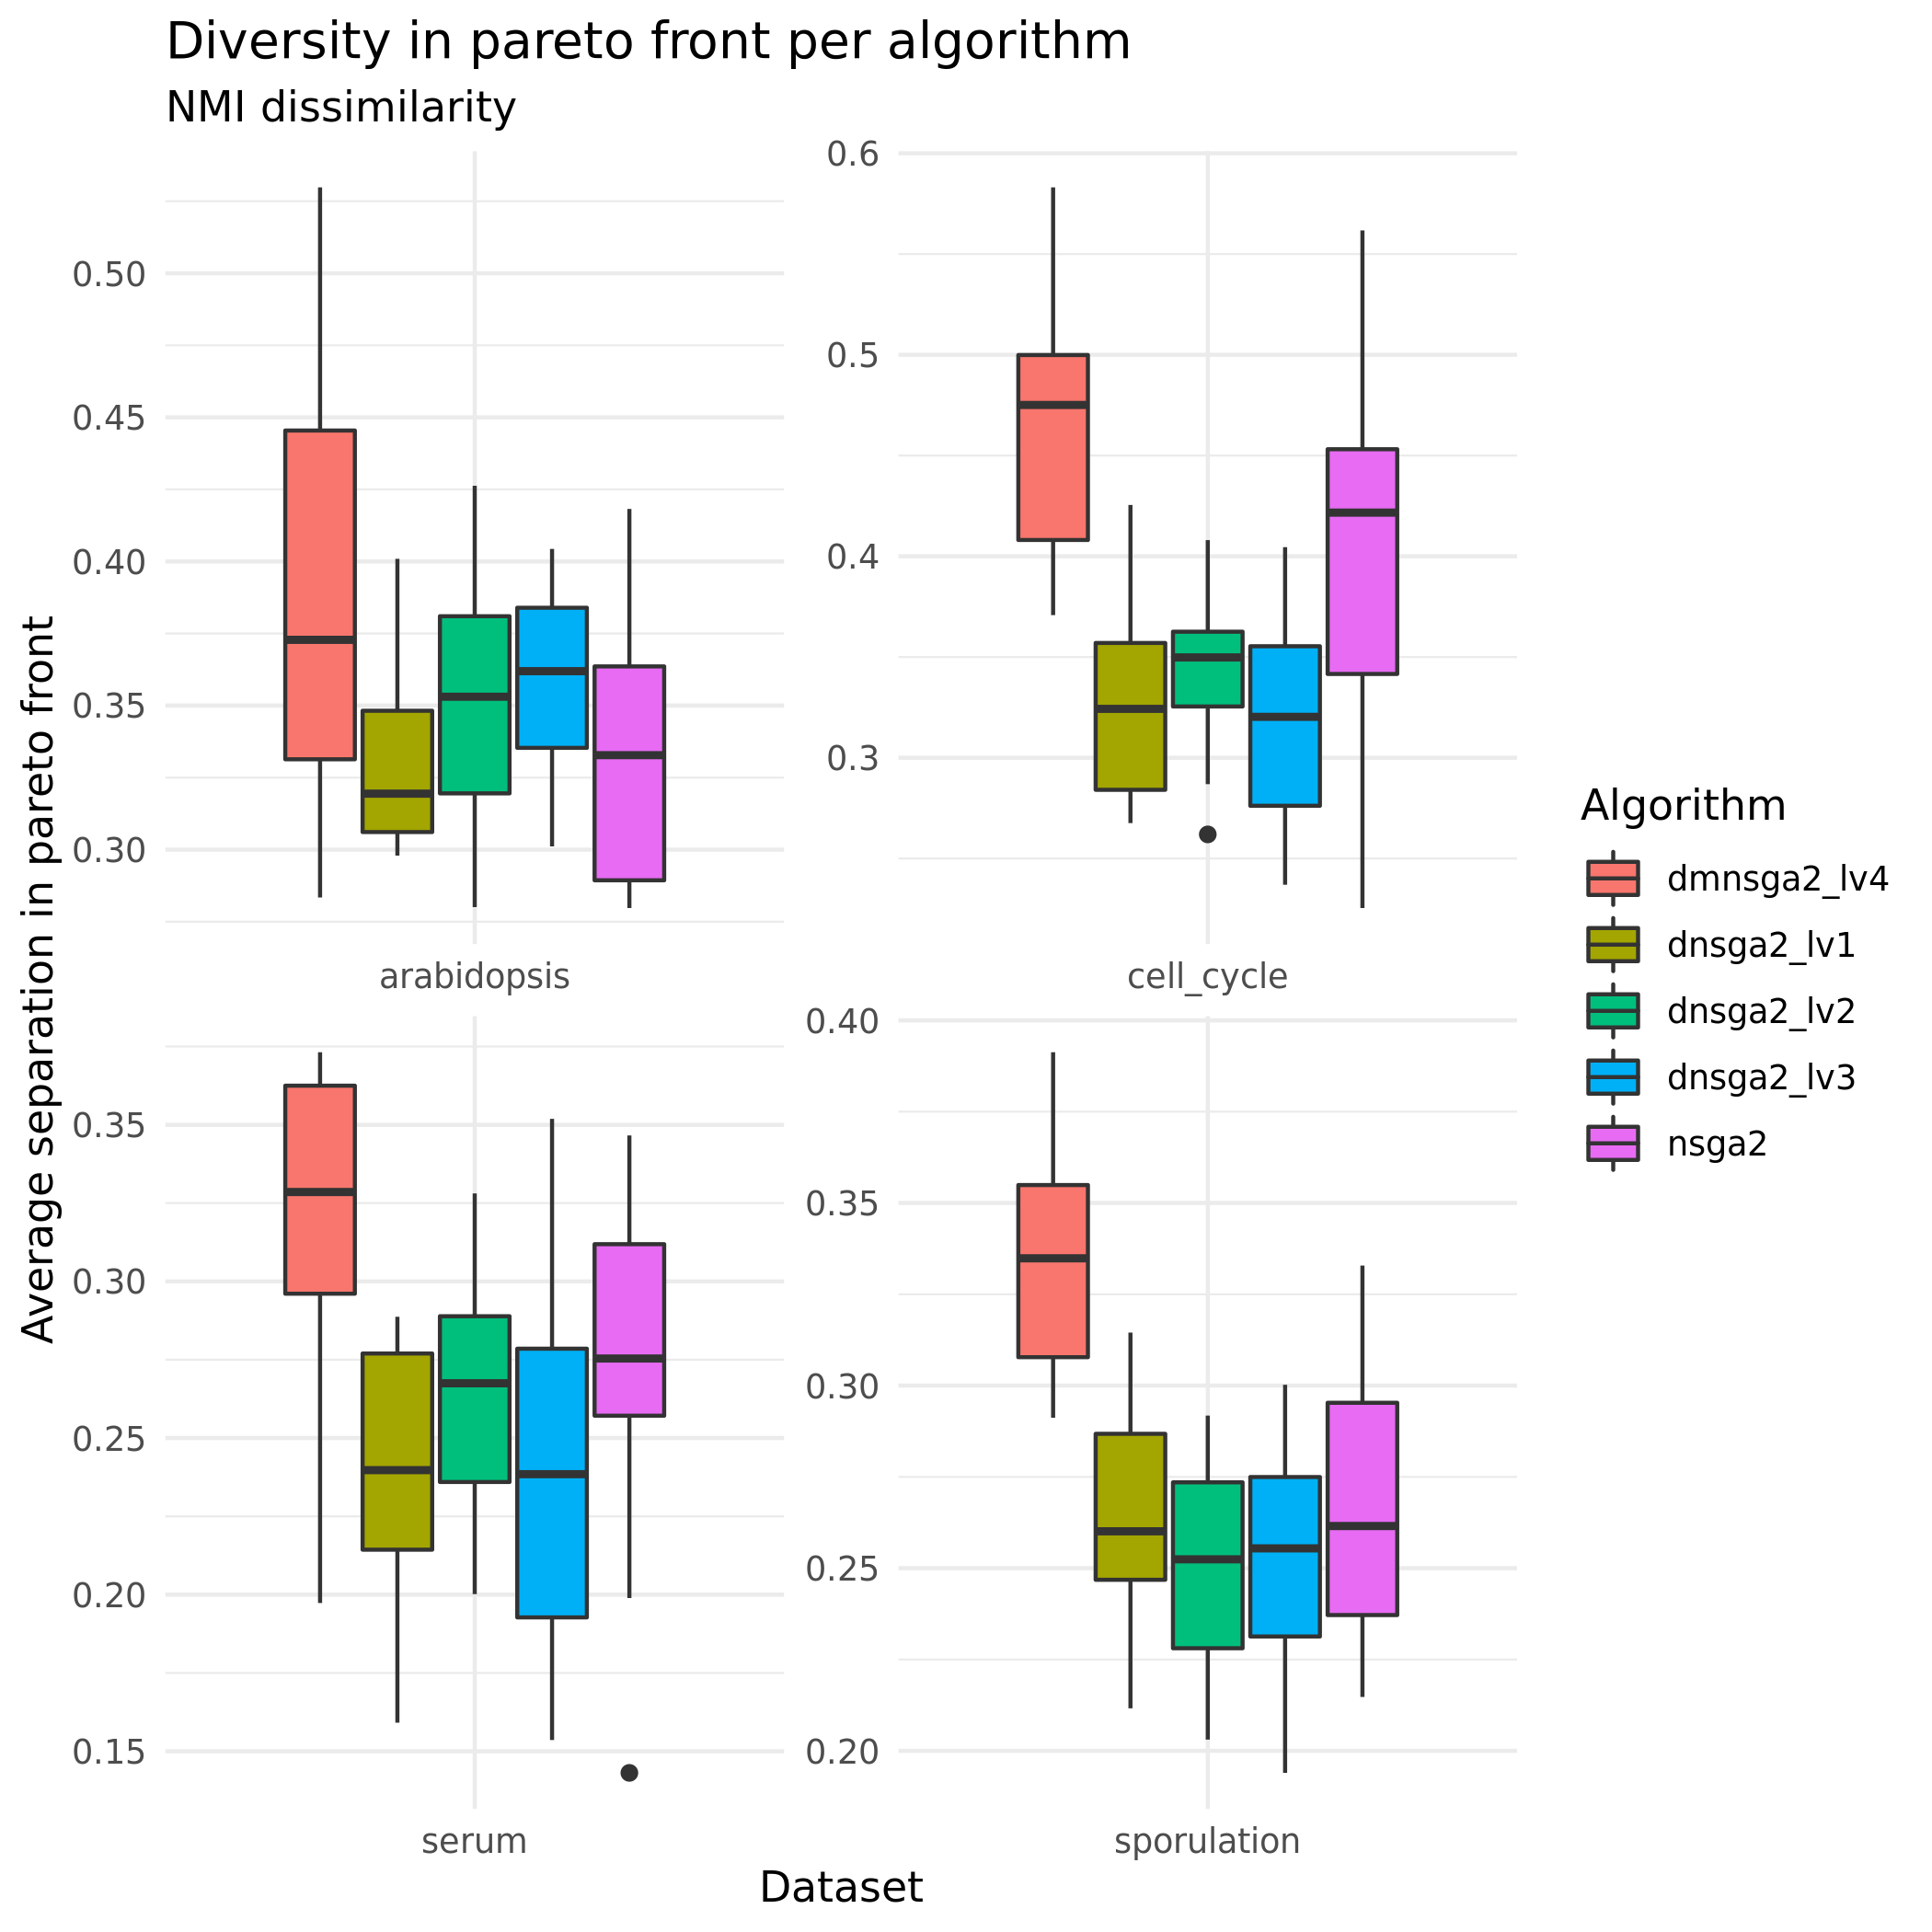 Diversity in pareto front per algorithm
NMI dissimilarity
Average separation in pareto front
0.50
0.45
0.40
0.35
0.30
arabidopsis
0.6
0.5
0.4
0.3
cell_cycle
0.35
0.30
0.25
0.20
0.15
serum
0.40
0.35
0.30
0.25
0.20
sporulation
Dataset
Algorithm
dmnsga2_lv4
dnsga2_lv1
dnsga2_lv2
dnsga2_lv3
nsga2